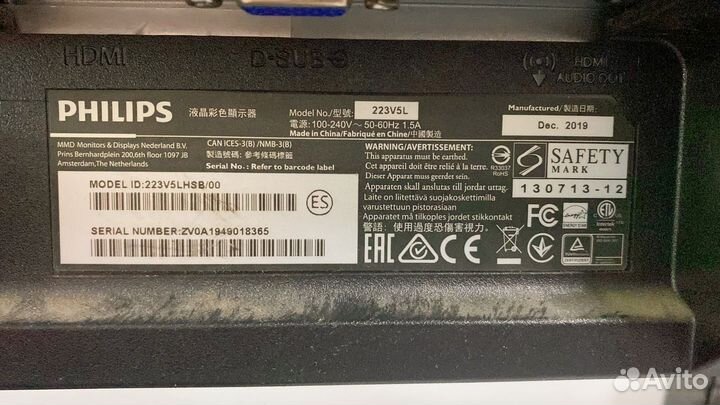 HDMI
D-SUB
HDMI
AUDIO OUT
PHILIPS
液晶彩色顯示器
MMD Monitors & Displays Nederland B.V.
Prins Bernhardplein 200,6th floor 1097 JB
Amsterdam,The Netherlands
CAN ICES-3(B) /NMB-3(B)
製造號碼: 參考條碼標籤
Serial No.: Refer to barcode label
Model No/型號: 223V5L
電源:100-240V～ 50-60Hz 1.5A
Made in China/Fabriqué en Chine/中國製造
Manufactured/製造日期:
Dec. 2019
MODEL ID:223V5LHSB/00
SERIAL NUMBER:ZV0A1949018365
ES
WARNING/AVERTISSEMENT:
This apparatus must be earthed.
Cet appareil doit être relié à la terre.
Dieser Apparat muss geerdet sein.
Apparaten skall anslutas till jordat uttag.
Laite on liitettävä suojakoskettimilla
varustettuun pistorasiaan
Apparatet må tilkoples jordet stikkontakt
警語: 使用過度恐傷害視力。
R33037
RoHS
S
SAFETY
MARK
130713-12
EAC
FC
ENERGY STAR
ETL
Intertek
Avito